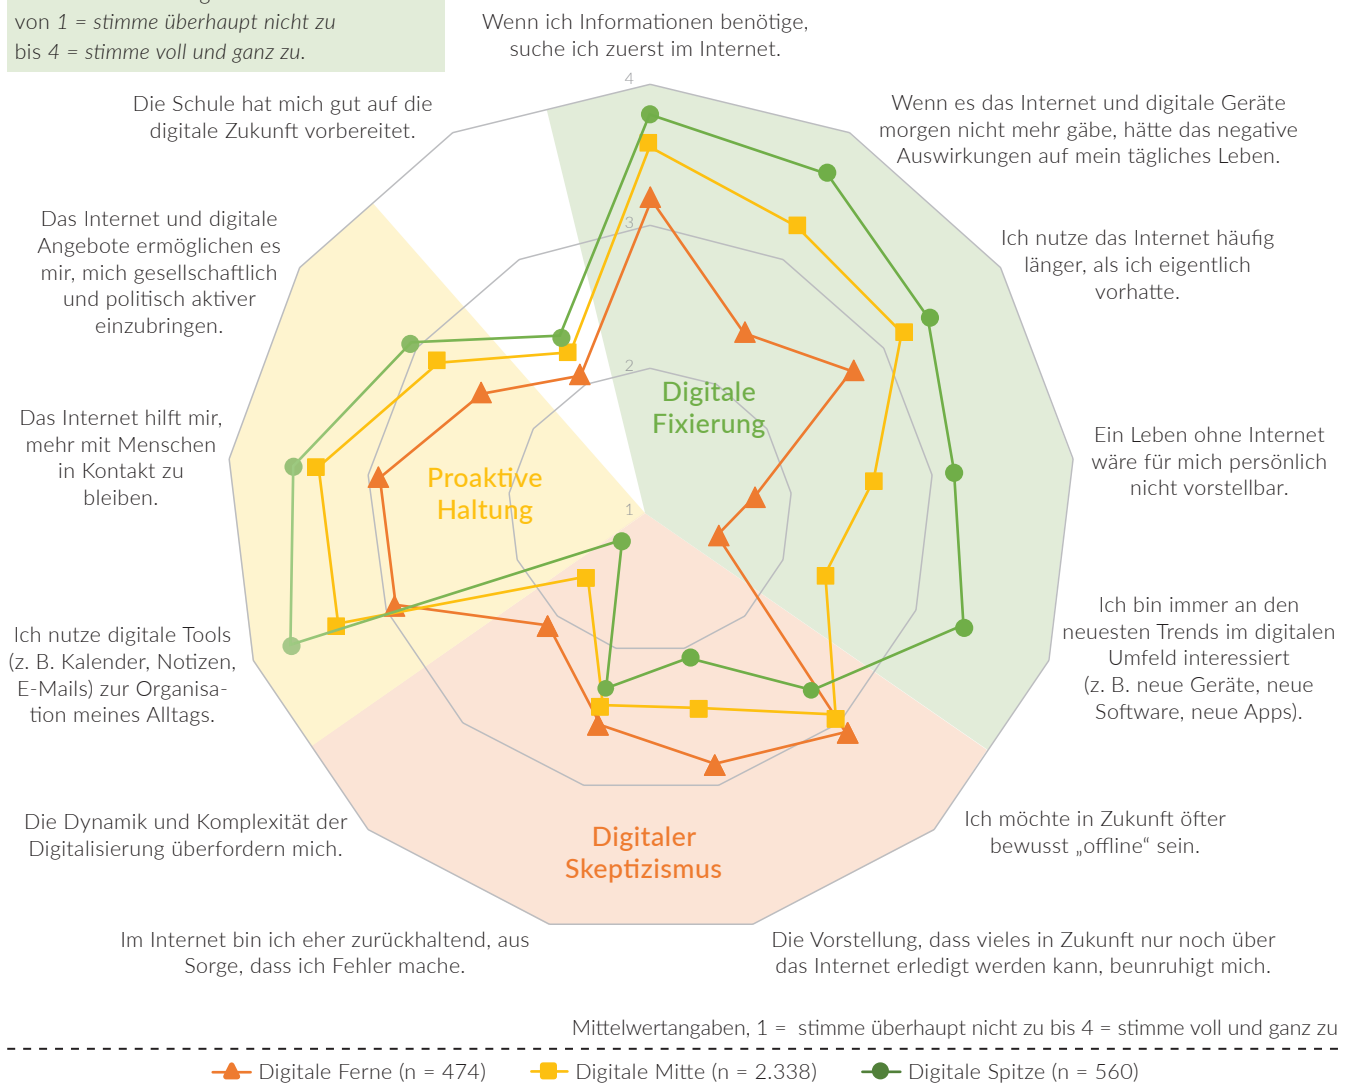 von 1 = stimme überhaupt nicht zu
bis 4 = stimme voll und ganz zu.
Wenn ich Informationen benötige,
suche ich zuerst im Internet.
4
Die Schule hat mich gut auf die
digitale Zukunft vorbereitet.
Wenn es das Internet und digitale Geräte
morgen nicht mehr gäbe, hätte das negative
Auswirkungen auf mein tägliches Leben.
Das Internet und digitale
Angebote ermöglichen es
mir, mich gesellschaftlich
und politisch aktiver
einzubringen.
3
Ich nutze das Internet häufig
länger, als ich eigentlich
vorhatte.
2
Digitale
Fixierung
Das Internet hilft mir,
mehr mit Menschen
in Kontakt zu
bleiben.
Proaktive
Haltung
1
Ein Leben ohne Internet
wäre für mich persönlich
nicht vorstellbar.
Ich nutze digitale Tools
(z. B. Kalender, Notizen,
E-Mails) zur Organisa-
tion meines Alltags.
Ich bin immer an den
neuesten Trends im digitalen
Umfeld interessiert
(z. B. neue Geräte, neue
Software, neue Apps).
Die Dynamik und Komplexität der
Digitalisierung überfordern mich.
Digitaler
Skeptizismus
Ich möchte in Zukunft öfter
bewusst „offline“ sein.
Im Internet bin ich eher zurückhaltend, aus
Sorge, dass ich Fehler mache.
Die Vorstellung, dass vieles in Zukunft nur noch über
das Internet erledigt werden kann, beunruhigt mich.
Mittelwertangaben, 1 = stimme überhaupt nicht zu bis 4 = stimme voll und ganz zu
Digitale Ferne (n = 474) Digitale Mitte (n = 2.338) Digitale Spitze (n = 560)